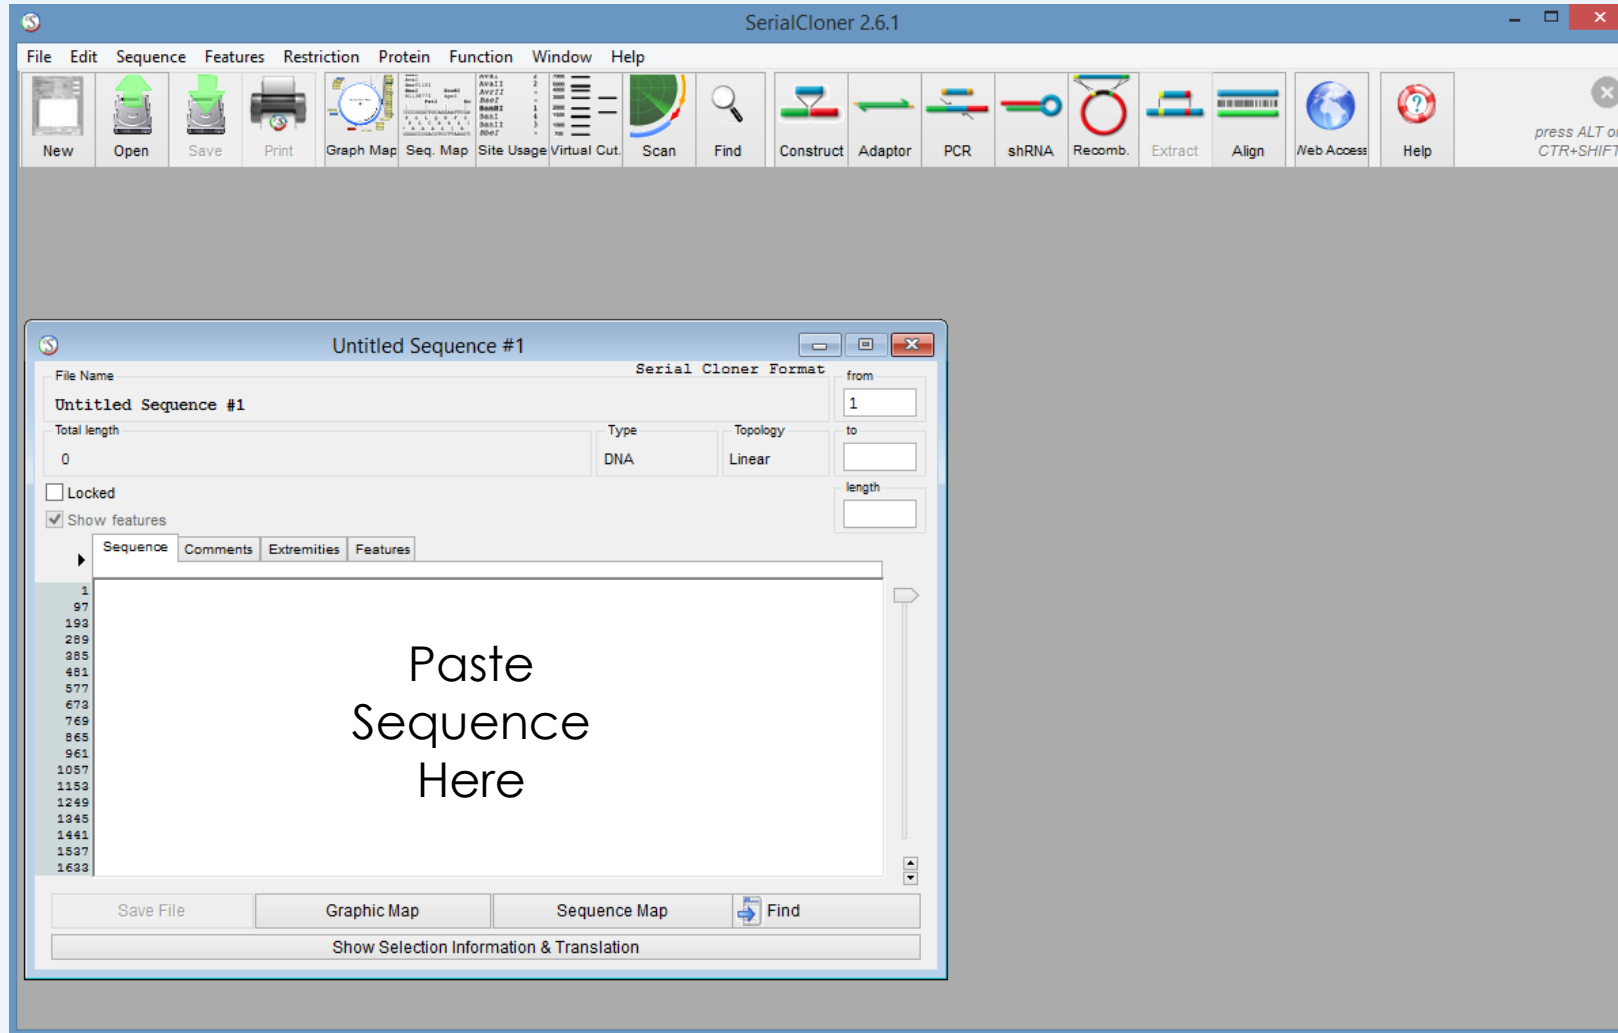 SerialCloner 2.6.1
File Edit Sequence Features Restriction Protein Function Window Help
New Open Save Print Graph Map Seq. Map Site Usage Virtual Cut. Scan Find Construct Adaptor PCR shRNA Recomb. Extract Align Web Access Help
press ALT or
CTR+SHIFT
Untitled Sequence #1
Serial Cloner Format
File Name
from
Untitled Sequence #1
1
Total length
Type
Topology
to
0
DNA
Linear
Locked
length
Show features
Sequence Comments Extremities Features
1
97
193
289
385
481
577
673
769
865
961
1057
1153
1249
1345
1441
1537
1633
Paste
Sequence
Here
Save File Graphic Map Sequence Map Find
Show Selection Information & Translation